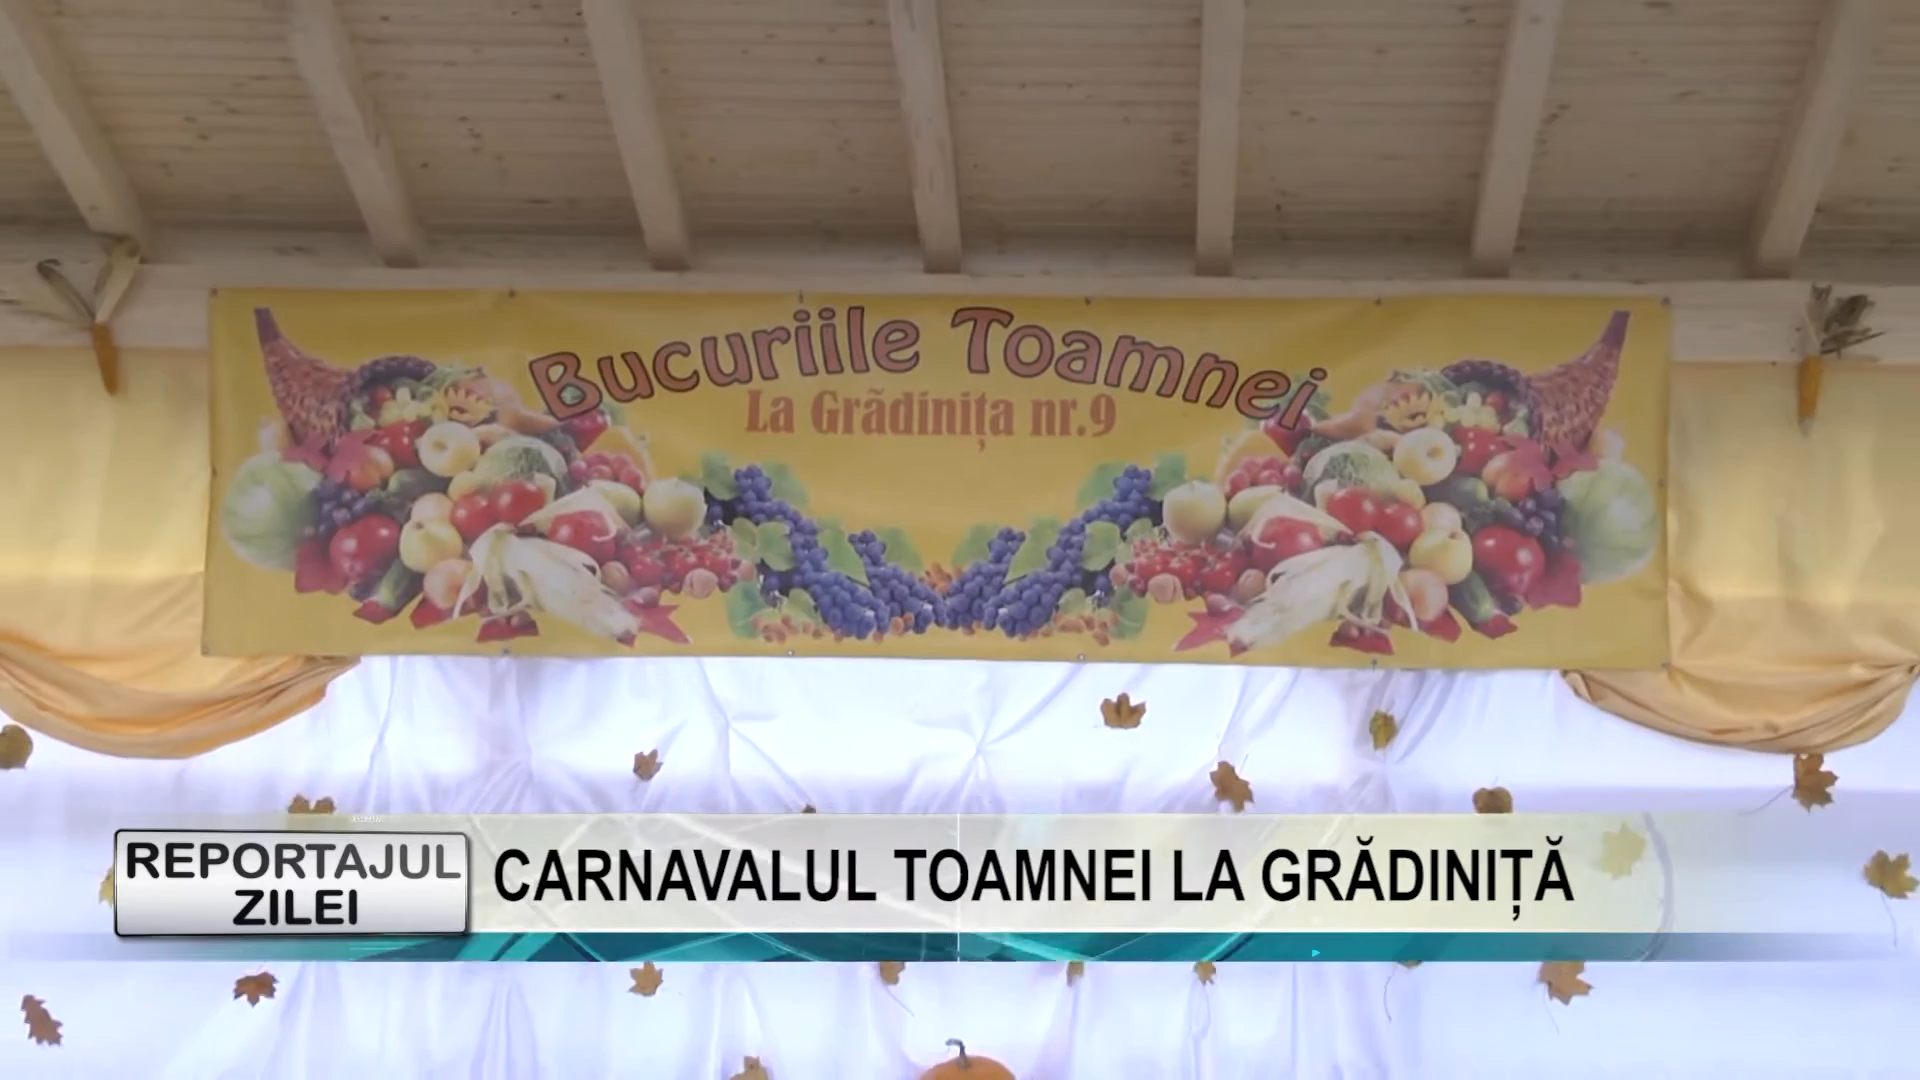 Bucuriile Toamnei
La Grădinița nr.9
REPORTAJUL
ZILEI
CARNAVALUL TOAMNEI LA GRĂDINIȚĂ